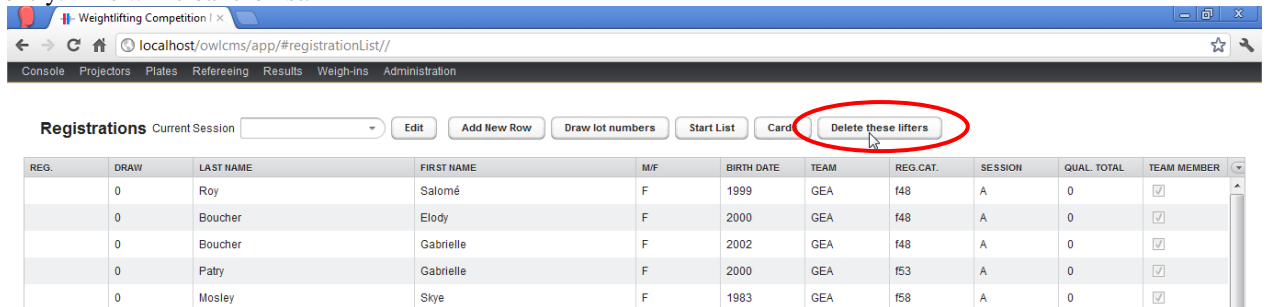 Weightlifting Competition
localhost/owlcms/app/#registrationList//
Console Projectors Plates Refereeing Results Weigh-ins Administration
Registrations Current Session Edit Add New Row Draw lot numbers Start List Cards Delete these lifters
REG. DRAW LAST NAME FIRST NAME M/F BIRTH DATE TEAM REG.CAT. SESSION QUAL. TOTAL TEAM MEMBER
0 Roy Salomé F 1999 GEA f48 A 0
0 Boucher Elody F 2000 GEA f48 A 0
0 Boucher Gabrielle F 2002 GEA f48 A 0
0 Patry Gabrielle F 2000 GEA f53 A 0
0 Mosley Skye F 1983 GEA f58 A 0